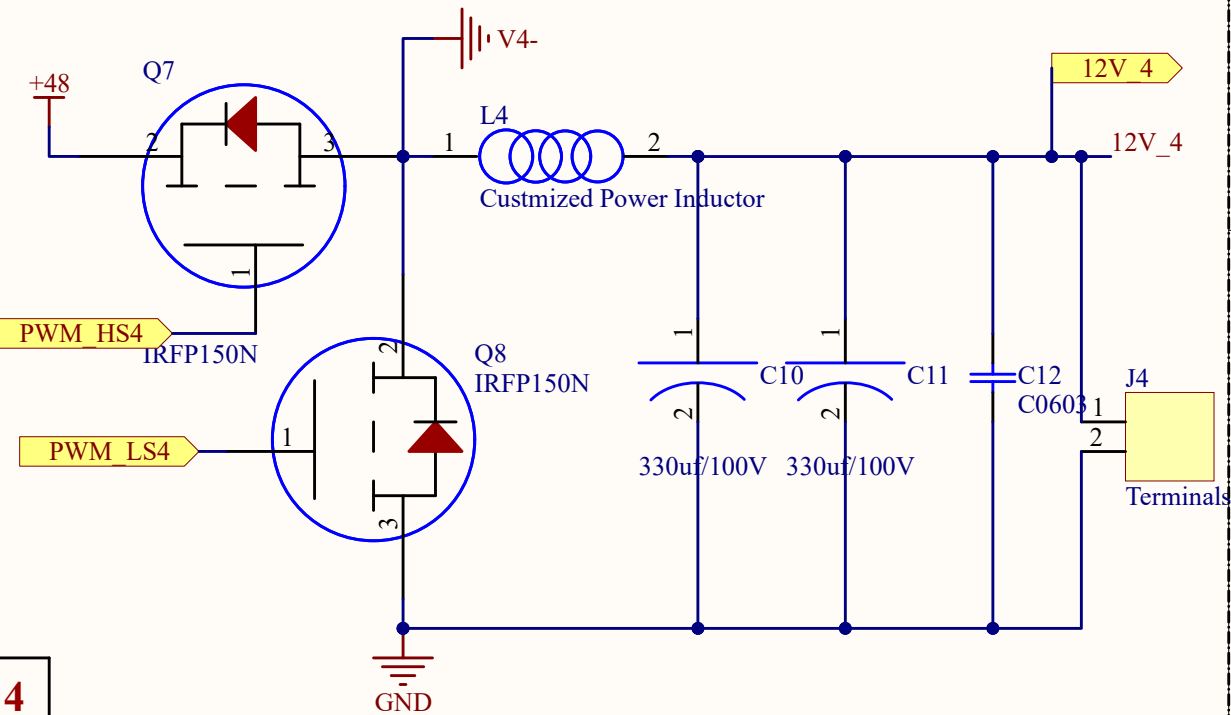 V4-
Q7
+48
12V_4
L4
2
3
1
2
12V_4
Custmized Power Inductor
1
PWM_HS4
IRFP150N
2
Q8
IRFP150N
1
1
C10
C11
C12
C0603
J4
1
2
PWM_LS4
1
2
2
330uf/100V
330uf/100V
Terminals
3
4
GND